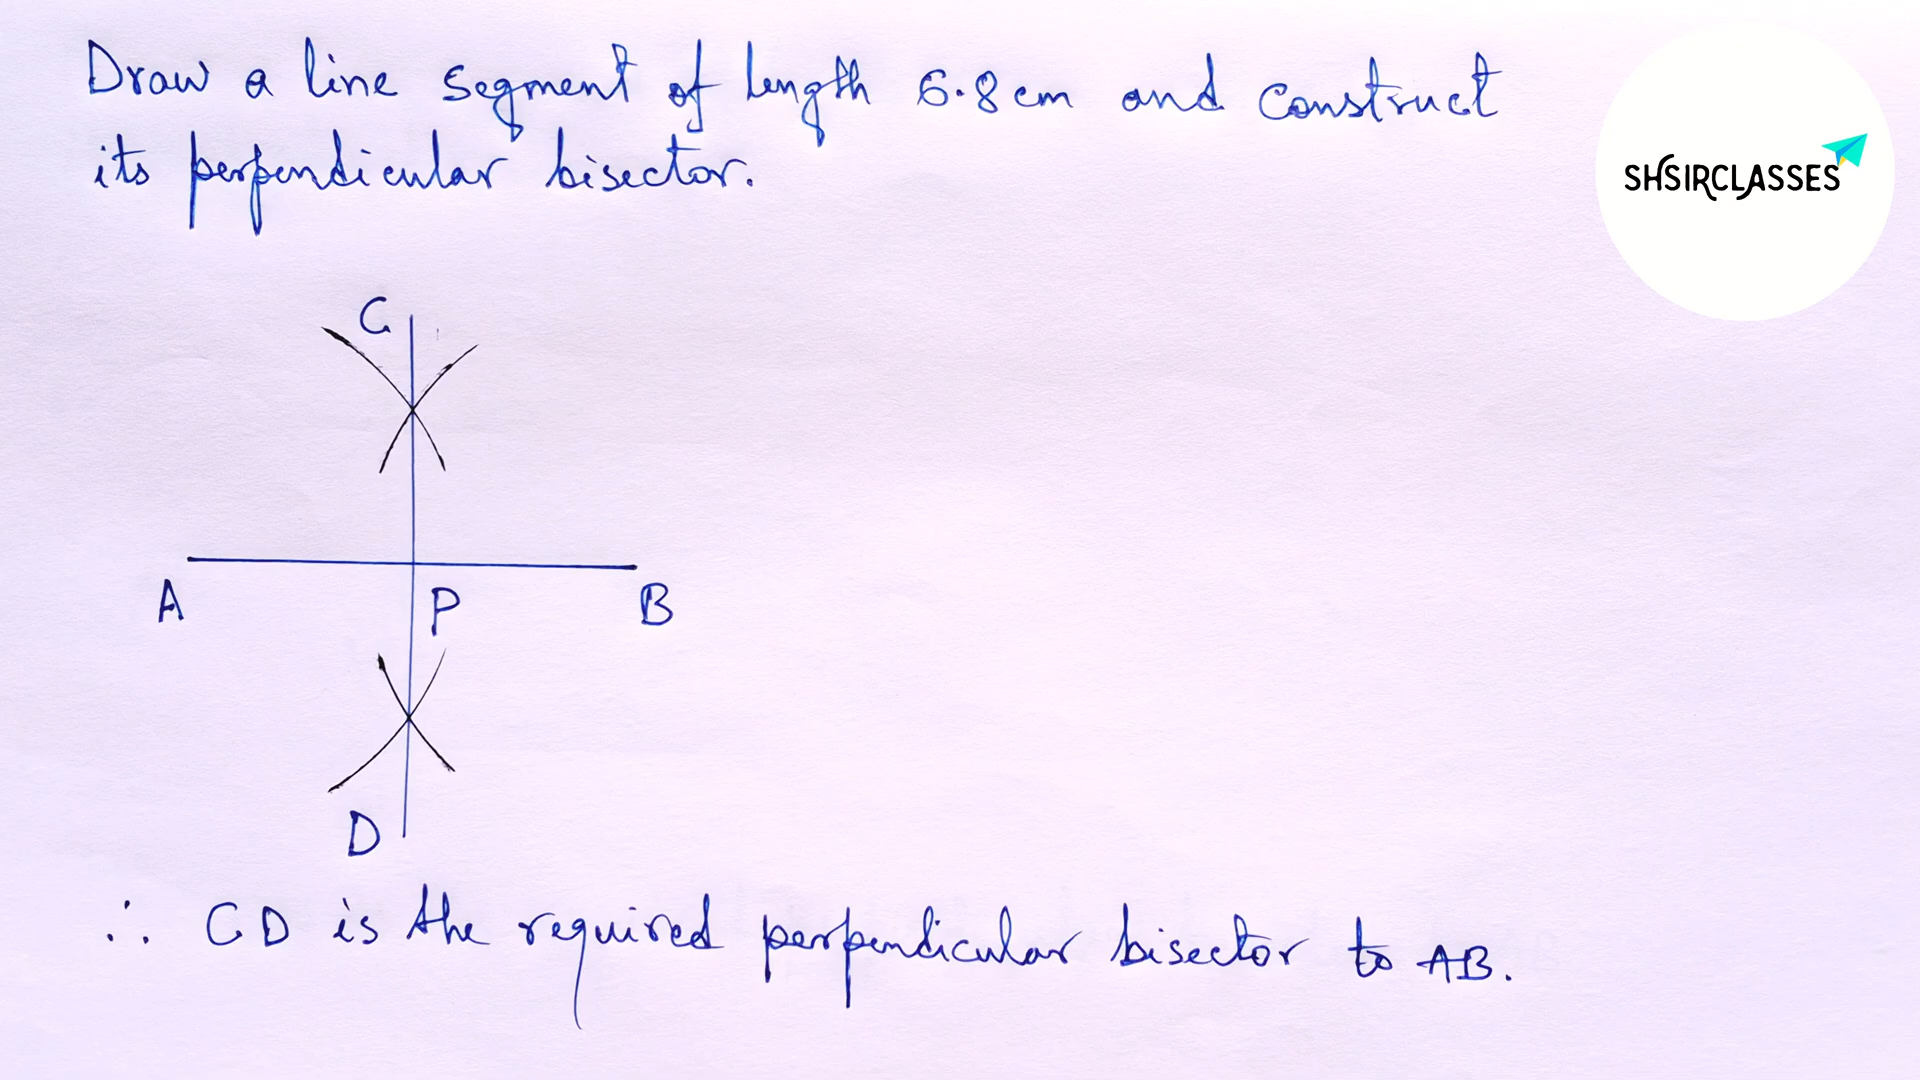 Draw a line segment of length 6.8 cm and construct
its perpendicular bisector.
SHSIRCLASSES
C
A
P
B
D
∴ CD is the required perpendicular bisector to AB.